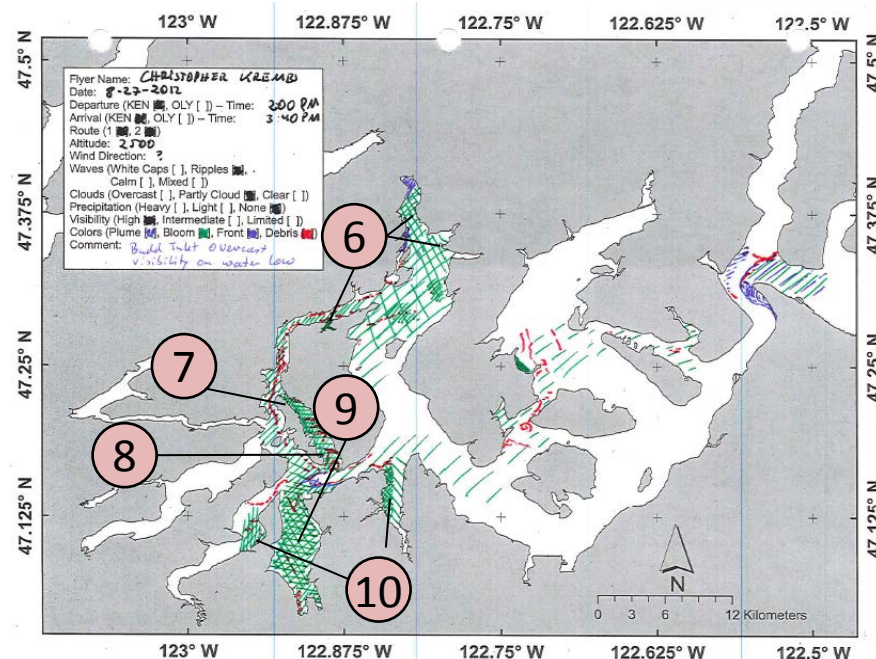 123° W 122.875° W 122.75° W 122.625° W 122.5° W
47.5° N 47.5° N
Flyer Name: CHRISTOPHER KREMBS
Date: 8-27-2012
Departure (KEN [ ], OLY [ ]) – Time: 200 PM
Arrival (KEN [ ], OLY [ ]) – Time: 3:40 PM
Route (1 [ ], 2 [ ])
Altitude: 2500
Wind Direction: ?
Waves (White Caps [ ], Ripples [ ],
Calm [ ], Mixed [ ])
Clouds (Overcast [ ], Partly Cloud [ ], Clear [ ])
Precipitation (Heavy [ ], Light [ ], None [ ])
Visibility (High [ ], Intermediate [ ], Limited [ ])
Colors (Plume [ ], Bloom [ ], Front [ ], Debris [ ])
Comment: Budd Inlet Overcast
visibility on water low
47.375° N 47.375° N
6
47.25° N 47.25° N
7
9
8
47.125° N 47.125° N
10
N
0 3 6 12 Kilometers
123° W 122.875° W 122.75° W 122.625° W 122.5° W